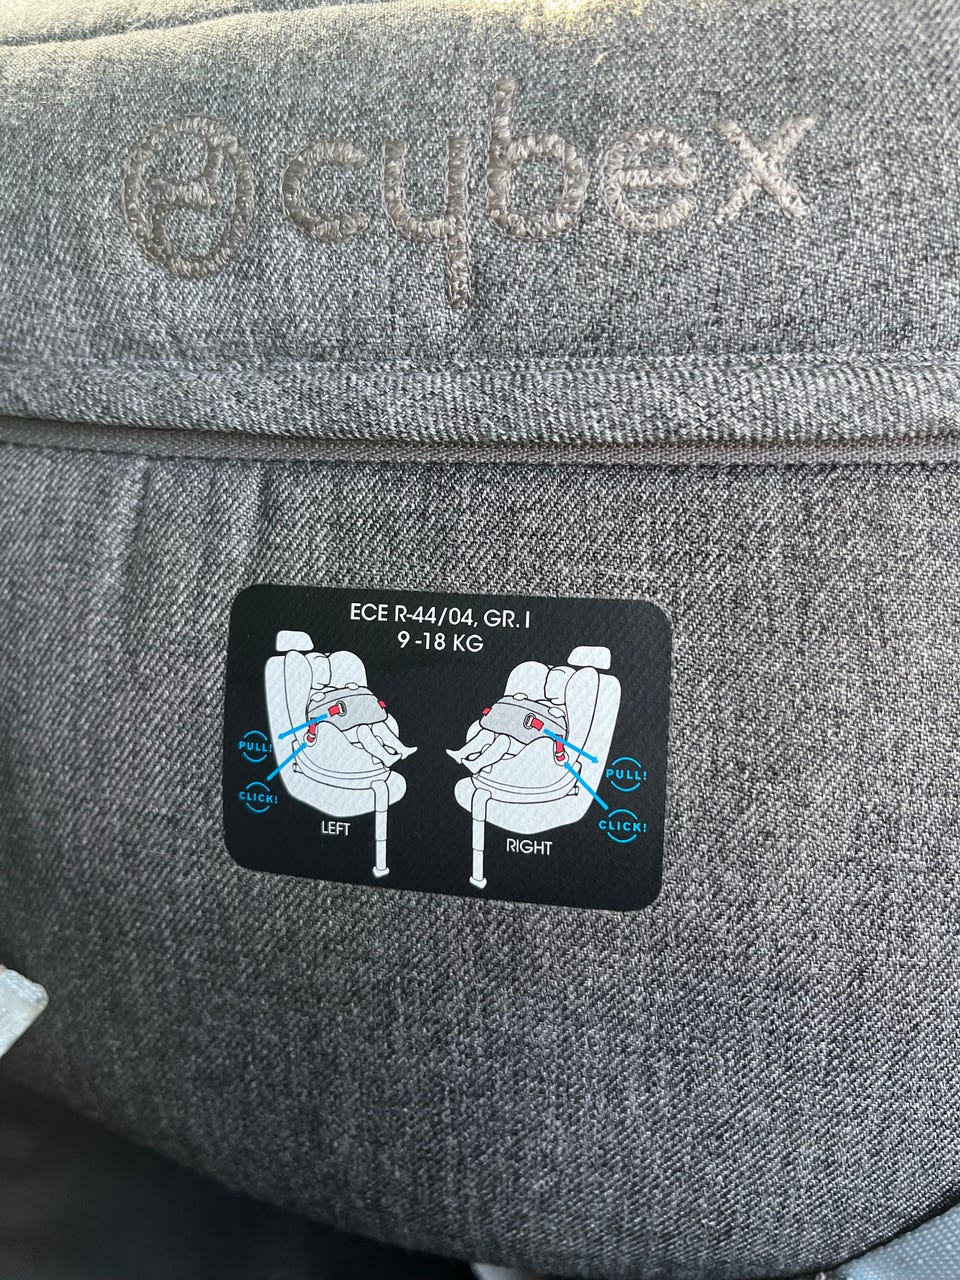 cybex
ECE R-44/04, GR. I
9 -18 KG
PULL!
CLICK!
LEFT
PULL!
CLICK!
RIGHT